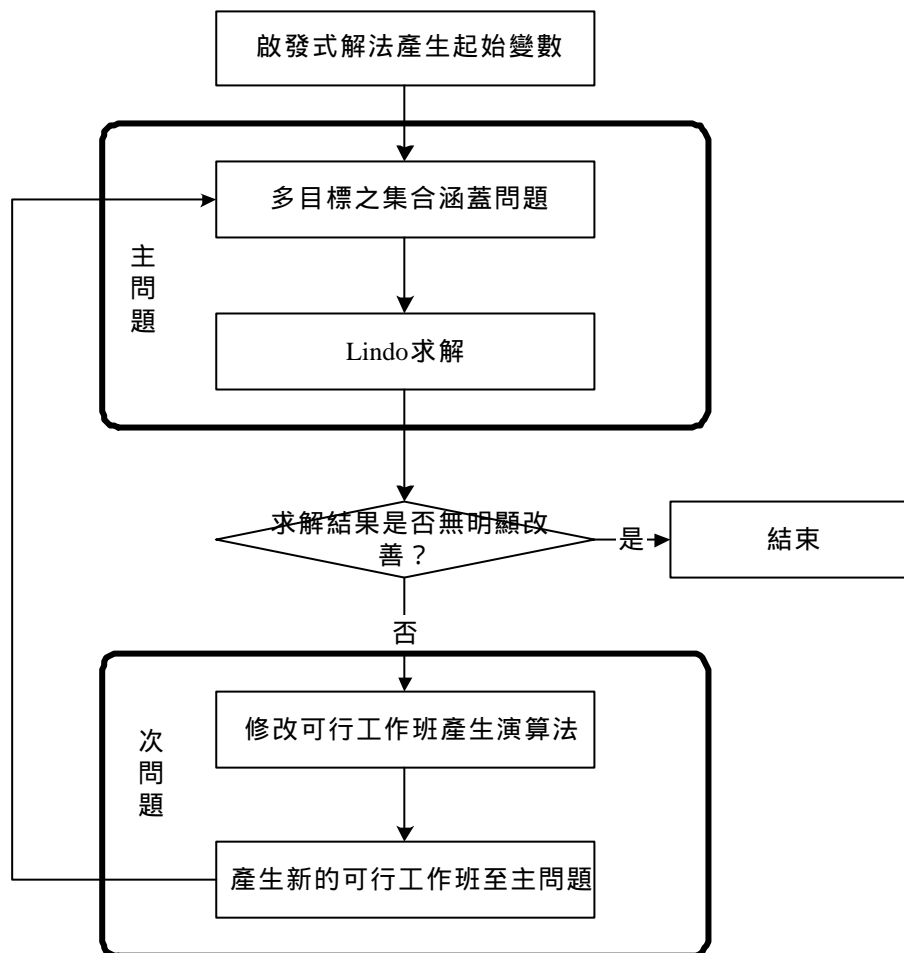 啟發式解法產生起始變數
多目標之集合涵蓋問題
主
問
題
Lindo求解
求解結果是否無明顯改
善？
是
結束
否
修改可行工作班產生演算法
次
問
題
產生新的可行工作班至主問題